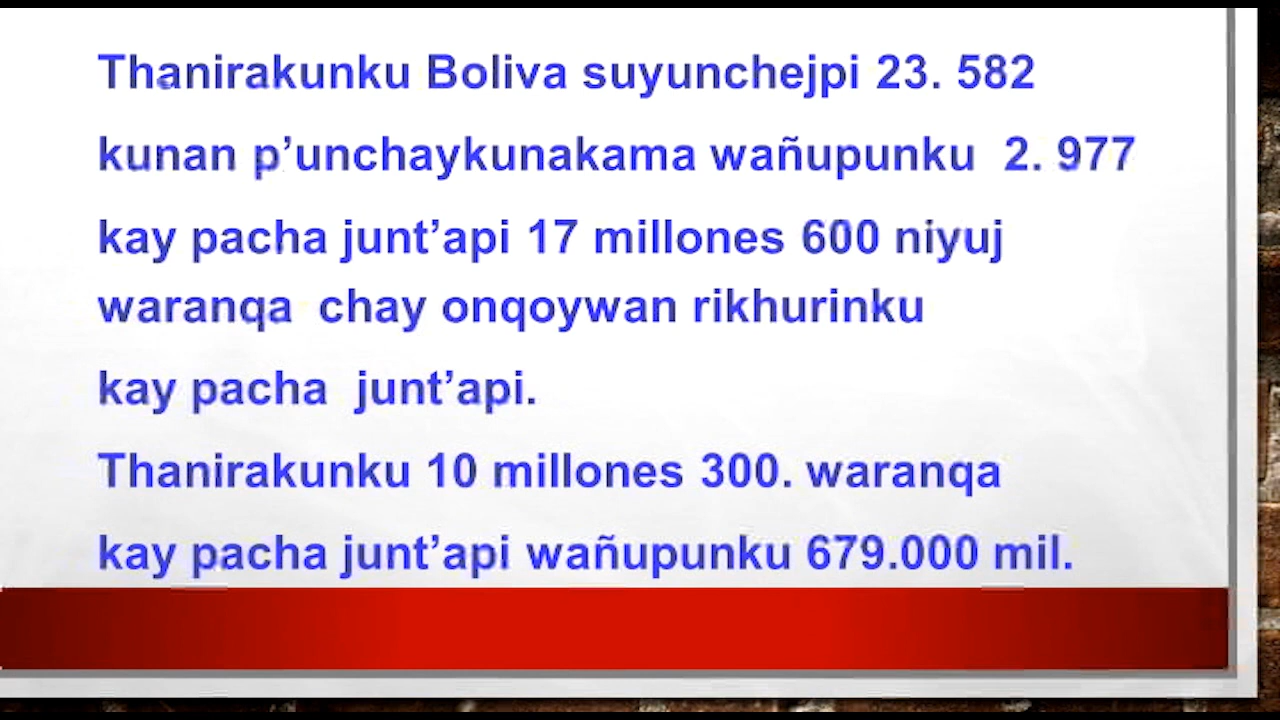 Thanirakunku Boliva suyunchejpi 23. 582
kunan p’unchaykunakama wañupunku 2. 977
kay pacha junt’api 17 millones 600 niyuj
waranqa chay onqoywan rikhurinku
kay pacha junt’api.
Thanirakunku 10 millones 300. waranqa
kay pacha junt’api wañupunku 679.000 mil.